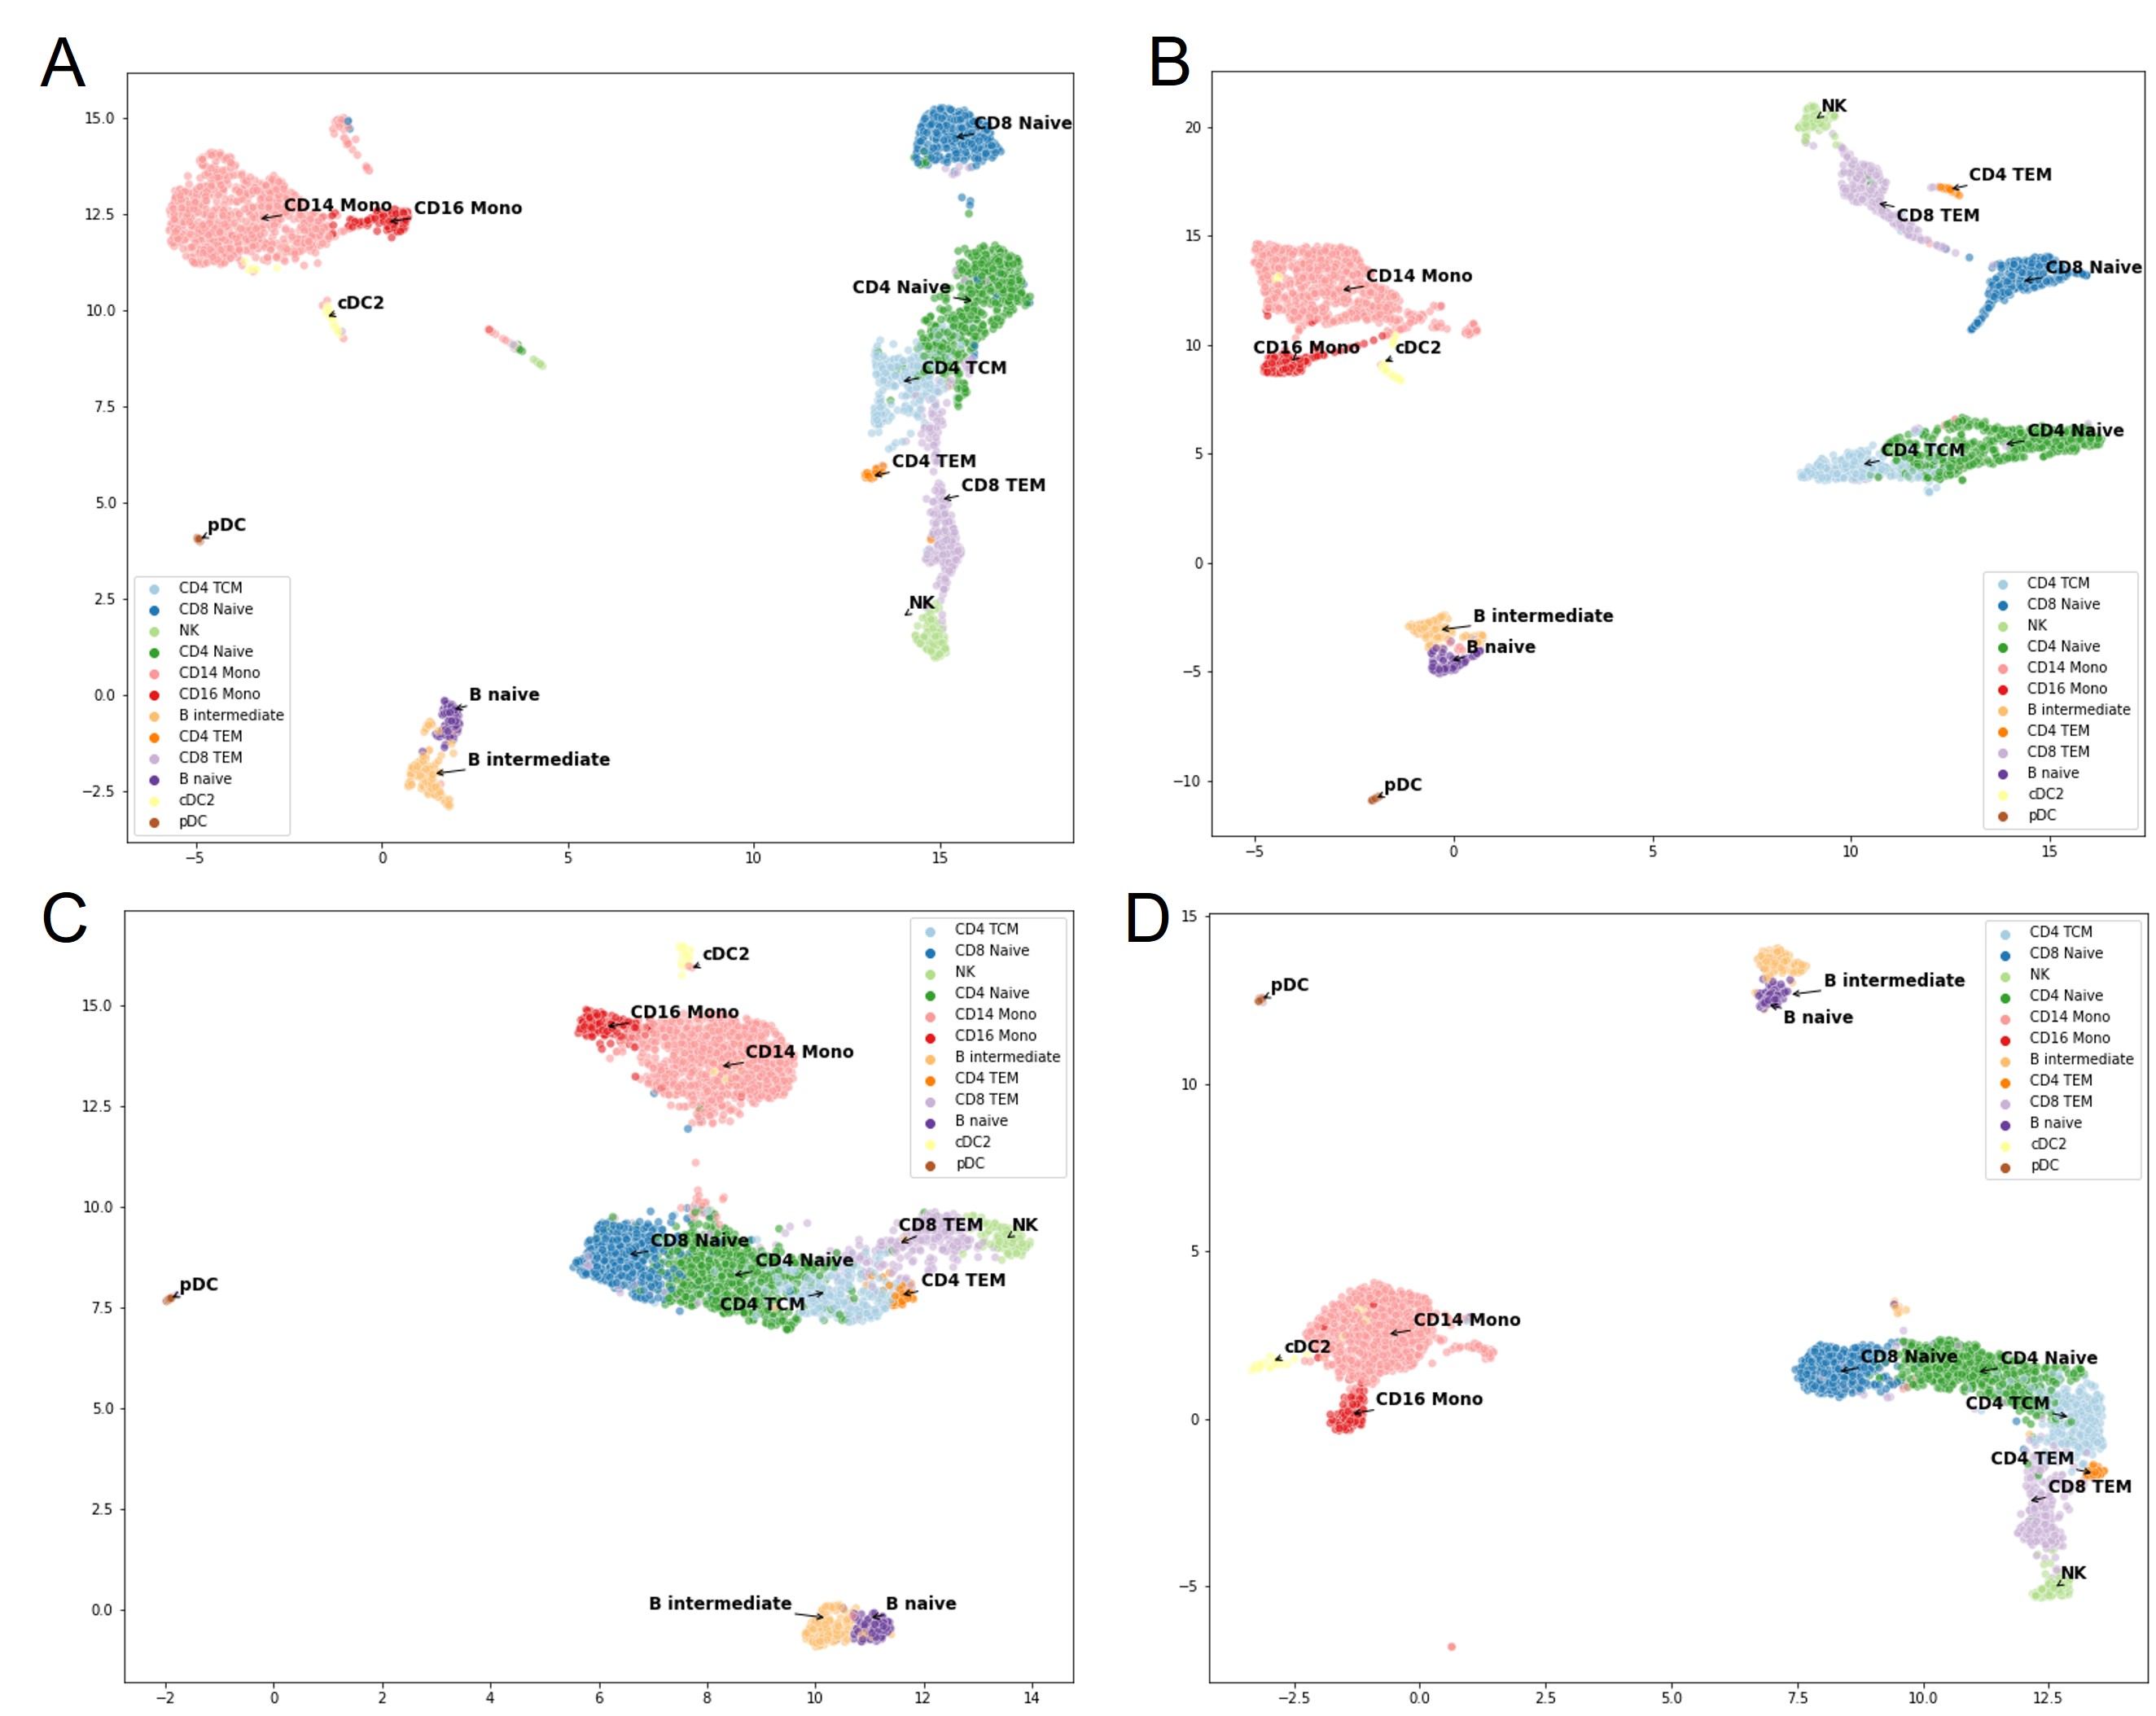 A
15.0
12.5
10.0
7.5
5.0
2.5
0.0
−2.5
−5
0
5
10
15
CD8 Naive
CD14 Mono
CD16 Mono
CD4 Naive
cDC2
CD4 TCM
CD4 TEM
CD8 TEM
pDC
NK
B naive
B intermediate
CD4 TCM
CD8 Naive
NK
CD4 Naive
CD14 Mono
CD16 Mono
B intermediate
CD4 TEM
CD8 TEM
B naive
cDC2
pDC
B
20
15
10
5
0
−5
−10
−5
0
5
10
15
NK
CD4 TEM
CD8 TEM
CD8 Naive
CD14 Mono
CD16 Mono
cDC2
CD4 Naive
CD4 TCM
B intermediate
B naive
pDC
CD4 TCM
CD8 Naive
NK
CD4 Naive
CD14 Mono
CD16 Mono
B intermediate
CD4 TEM
CD8 TEM
B naive
cDC2
pDC
C
15.0
12.5
10.0
7.5
5.0
2.5
0.0
−2
0
2
4
6
8
10
12
14
cDC2
CD16 Mono
CD14 Mono
CD8 TEM
NK
CD8 Naive
CD4 Naive
CD4 TEM
pDC
CD4 TCM
B intermediate
B naive
CD4 TCM
CD8 Naive
NK
CD4 Naive
CD14 Mono
CD16 Mono
B intermediate
CD4 TEM
CD8 TEM
B naive
cDC2
pDC
D
15
10
5
0
−5
−2.5
0.0
2.5
5.0
7.5
10.0
12.5
pDC
B intermediate
B naive
CD14 Mono
cDC2
CD16 Mono
CD8 Naive
CD4 Naive
CD4 TCM
CD4 TEM
CD8 TEM
NK
CD4 TCM
CD8 Naive
NK
CD4 Naive
CD14 Mono
CD16 Mono
B intermediate
CD4 TEM
CD8 TEM
B naive
cDC2
pDC